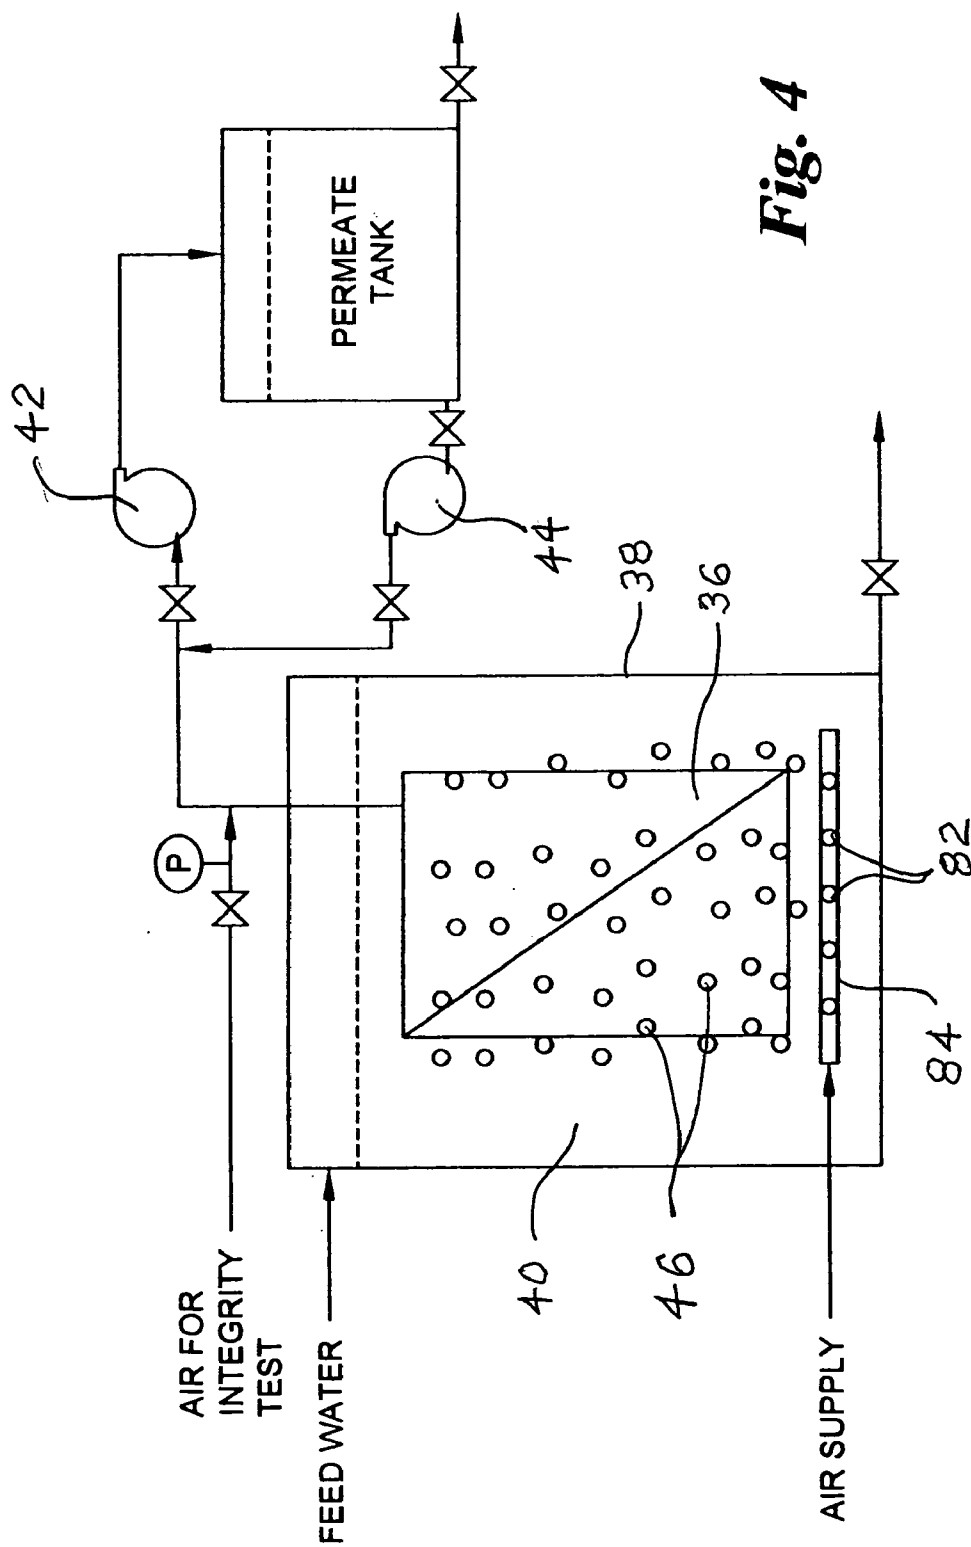 AIR FOR
INTEGRITY
TEST
P
42
PERMEATE
TANK
44
FEED WATER
38
36
40
46
AIR SUPPLY
84
82
Fig. 4